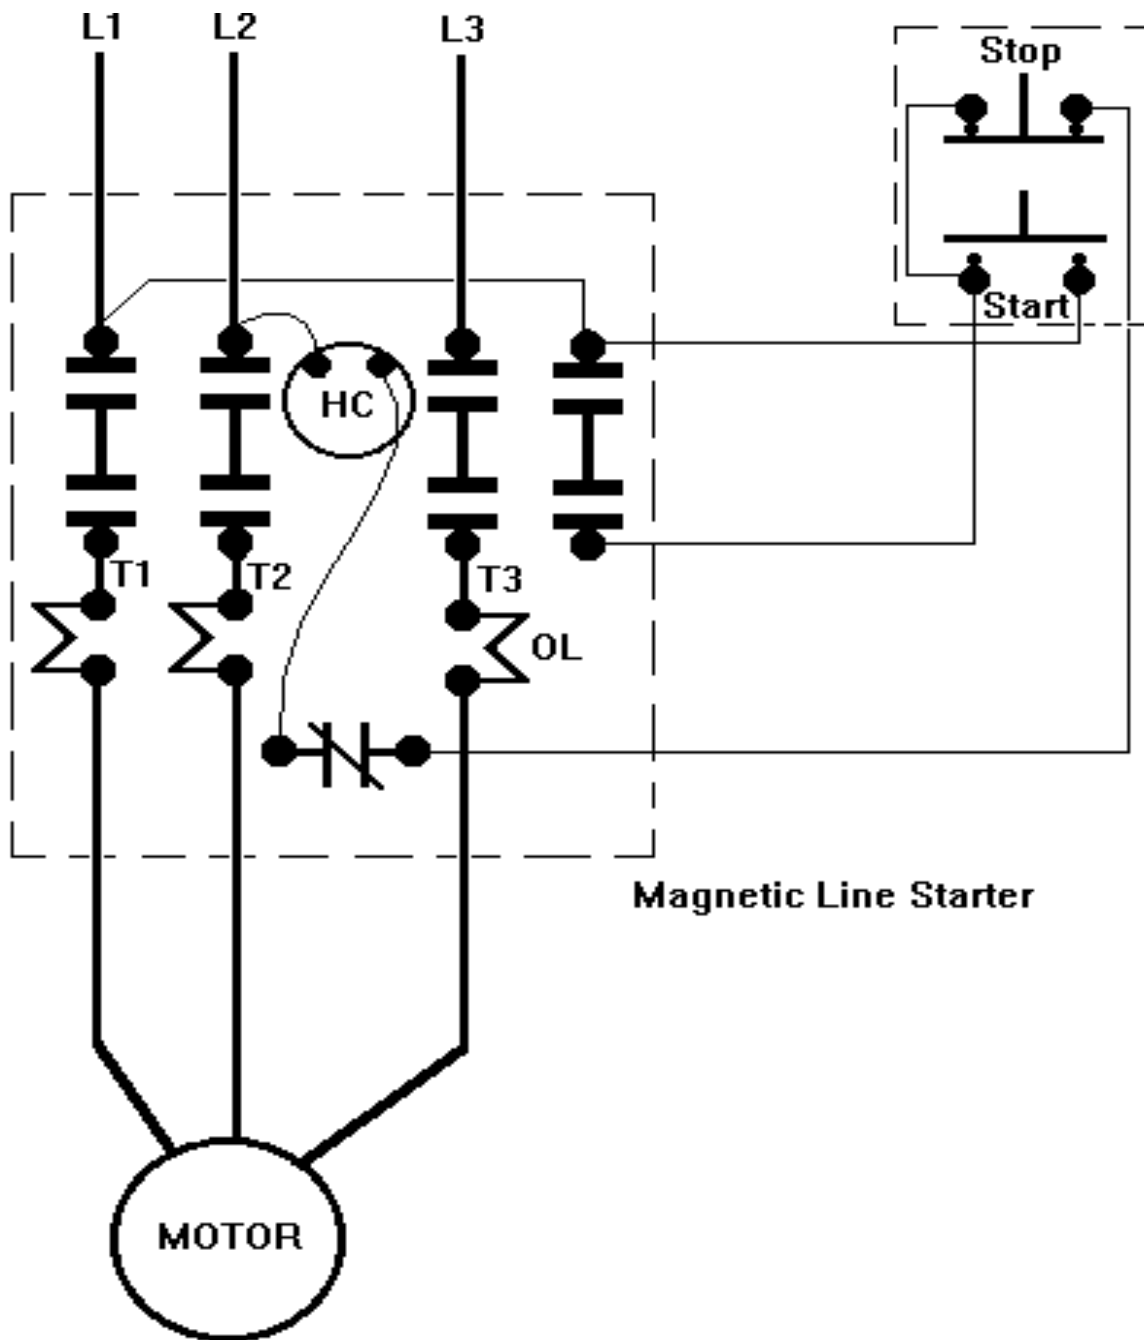 L1 L2 L3
Stop
Start
HC
T1 T2 T3
OL
Magnetic Line Starter
MOTOR